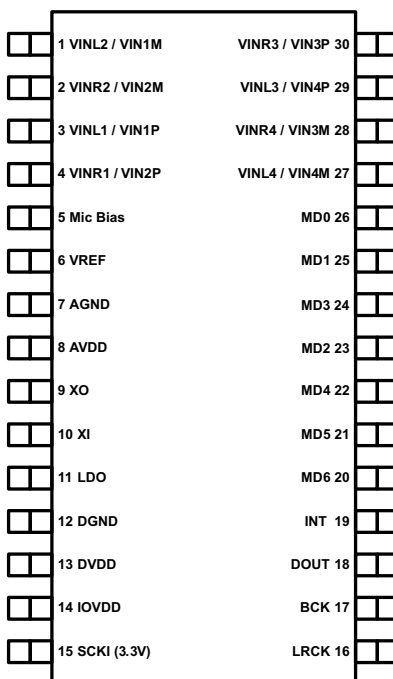 1 VINL2 / VIN1M
VINR3 / VIN3P 30
2 VINR2 / VIN2M
VINL3 / VIN4P 29
3 VINL1 / VIN1P
VINR4 / VIN3M 28
4 VINR1 / VIN2P
VINL4 / VIN4M 27
5 Mic Bias
MD0 26
6 VREF
MD1 25
7 AGND
MD3 24
8 AVDD
MD2 23
9 XO
MD4 22
10 XI
MD5 21
11 LDO
MD6 20
12 DGND
INT 19
13 DVDD
DOUT 18
14 IOVDD
BCK 17
15 SCKI (3.3V)
LRCK 16